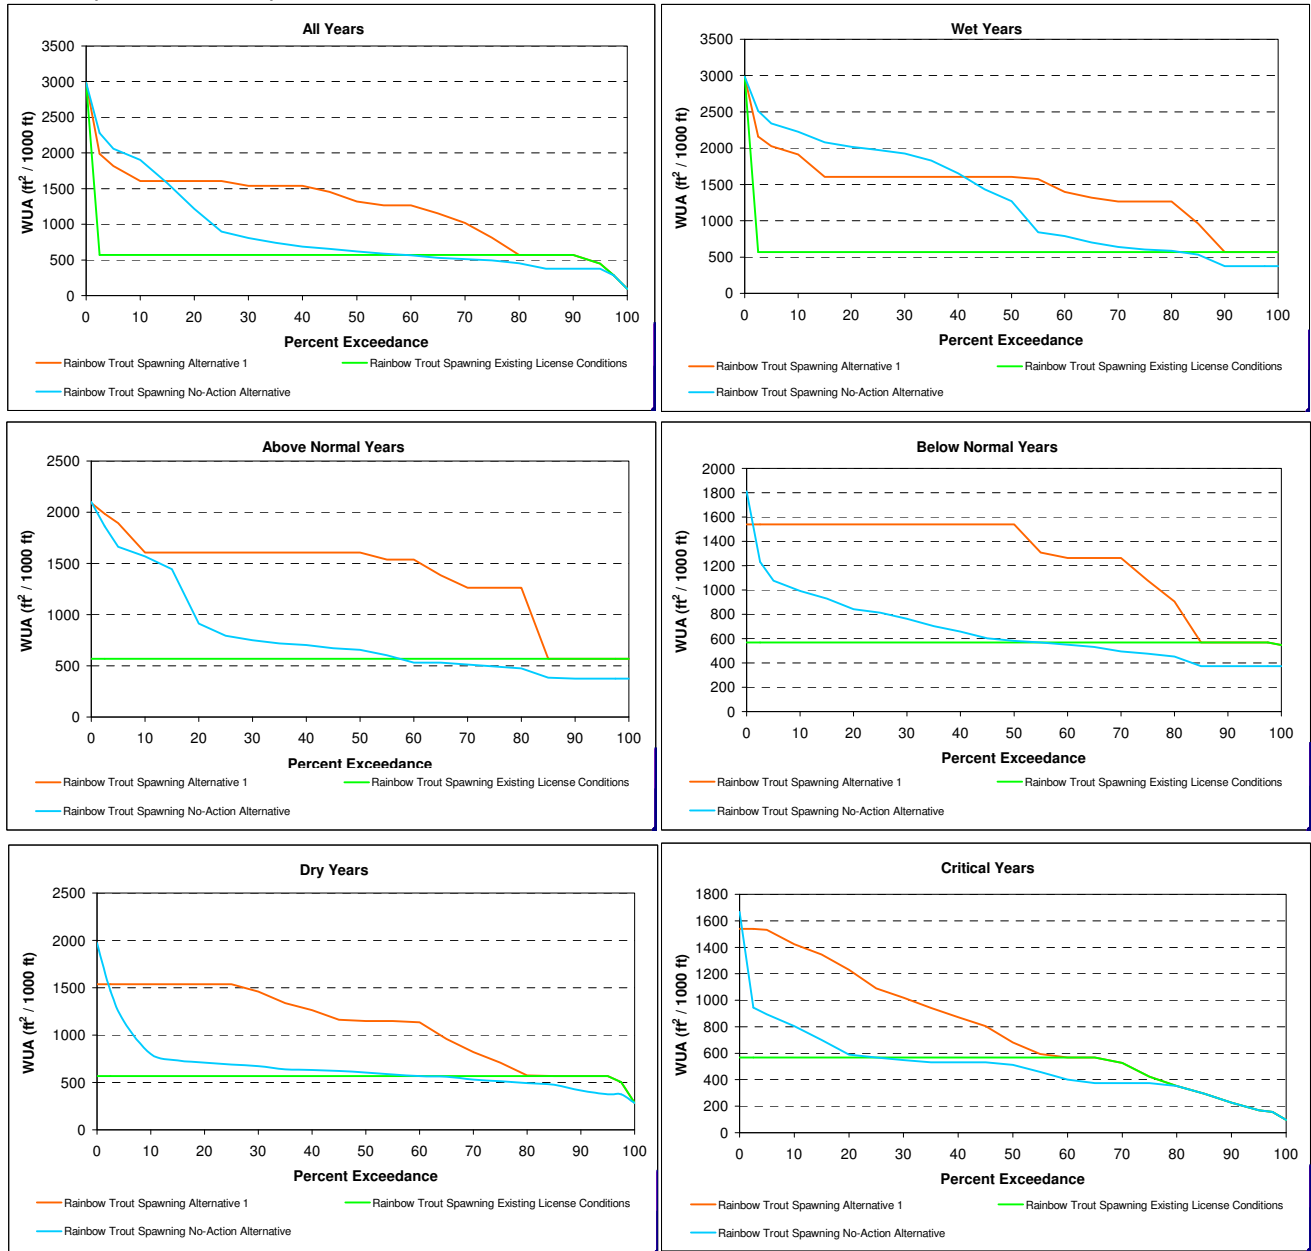 All Years
WUA (ft² / 1000 ft)
3500
3000
2500
2000
1500
1000
500
0
0 10 20 30 40 50 60 70 80 90 100
Percent Exceedance
Rainbow Trout Spawning Alternative 1
Rainbow Trout Spawning Existing License Conditions
Rainbow Trout Spawning No-Action Alternative
Wet Years
WUA (ft² / 1000 ft)
3500
3000
2500
2000
1500
1000
500
0
0 10 20 30 40 50 60 70 80 90 100
Percent Exceedance
Rainbow Trout Spawning Alternative 1
Rainbow Trout Spawning Existing License Conditions
Rainbow Trout Spawning No-Action Alternative
Above Normal Years
WUA (ft² / 1000 ft)
2500
2000
1500
1000
500
0
0 10 20 30 40 50 60 70 80 90 100
Percent Exceedance
Rainbow Trout Spawning Alternative 1
Rainbow Trout Spawning Existing License Conditions
Rainbow Trout Spawning No-Action Alternative
Below Normal Years
WUA (ft² / 1000 ft)
2000
1800
1600
1400
1200
1000
800
600
400
200
0
0 10 20 30 40 50 60 70 80 90 100
Percent Exceedance
Rainbow Trout Spawning Alternative 1
Rainbow Trout Spawning Existing License Conditions
Rainbow Trout Spawning No-Action Alternative
Dry Years
WUA (ft² / 1000 ft)
2500
2000
1500
1000
500
0
0 10 20 30 40 50 60 70 80 90 100
Percent Exceedance
Rainbow Trout Spawning Alternative 1
Rainbow Trout Spawning Existing License Conditions
Rainbow Trout Spawning No-Action Alternative
Critical Years
WUA (ft² / 1000 ft)
1800
1600
1400
1200
1000
800
600
400
200
0
0 10 20 30 40 50 60 70 80 90 100
Percent Exceedance
Rainbow Trout Spawning Alternative 1
Rainbow Trout Spawning Existing License Conditions
Rainbow Trout Spawning No-Action Alternative